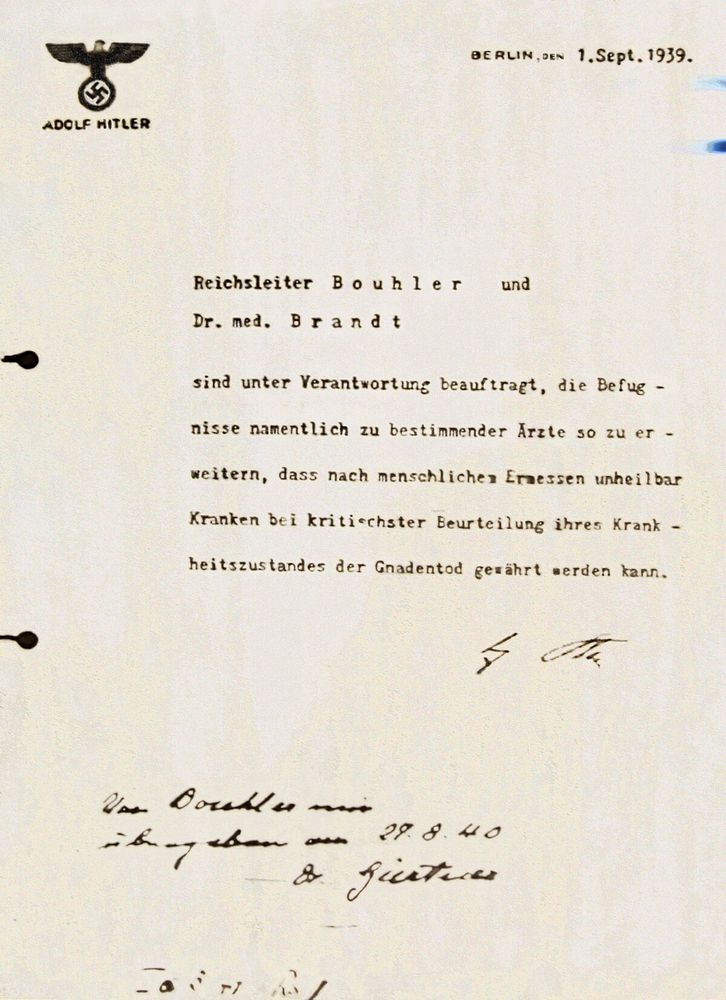 BERLIN, DEN 1.Sept.1939.
ADOLF HITLER
Reichsleiter Bouhler und
Dr. med. Brandt
sind unter Verantwortung beauftragt, die Befug -
nisse namentlich zu bestimmender Ärzte so zu er -
weitern, dass nach menschlichem Ermessen unheilbar
Kranken bei kritischster Beurteilung ihres Krank -
heitszustandes der Gnadentod gewährt werden kann.
Von Bouhler mir
übergeben am 27.8.40
Dr. Gürtner